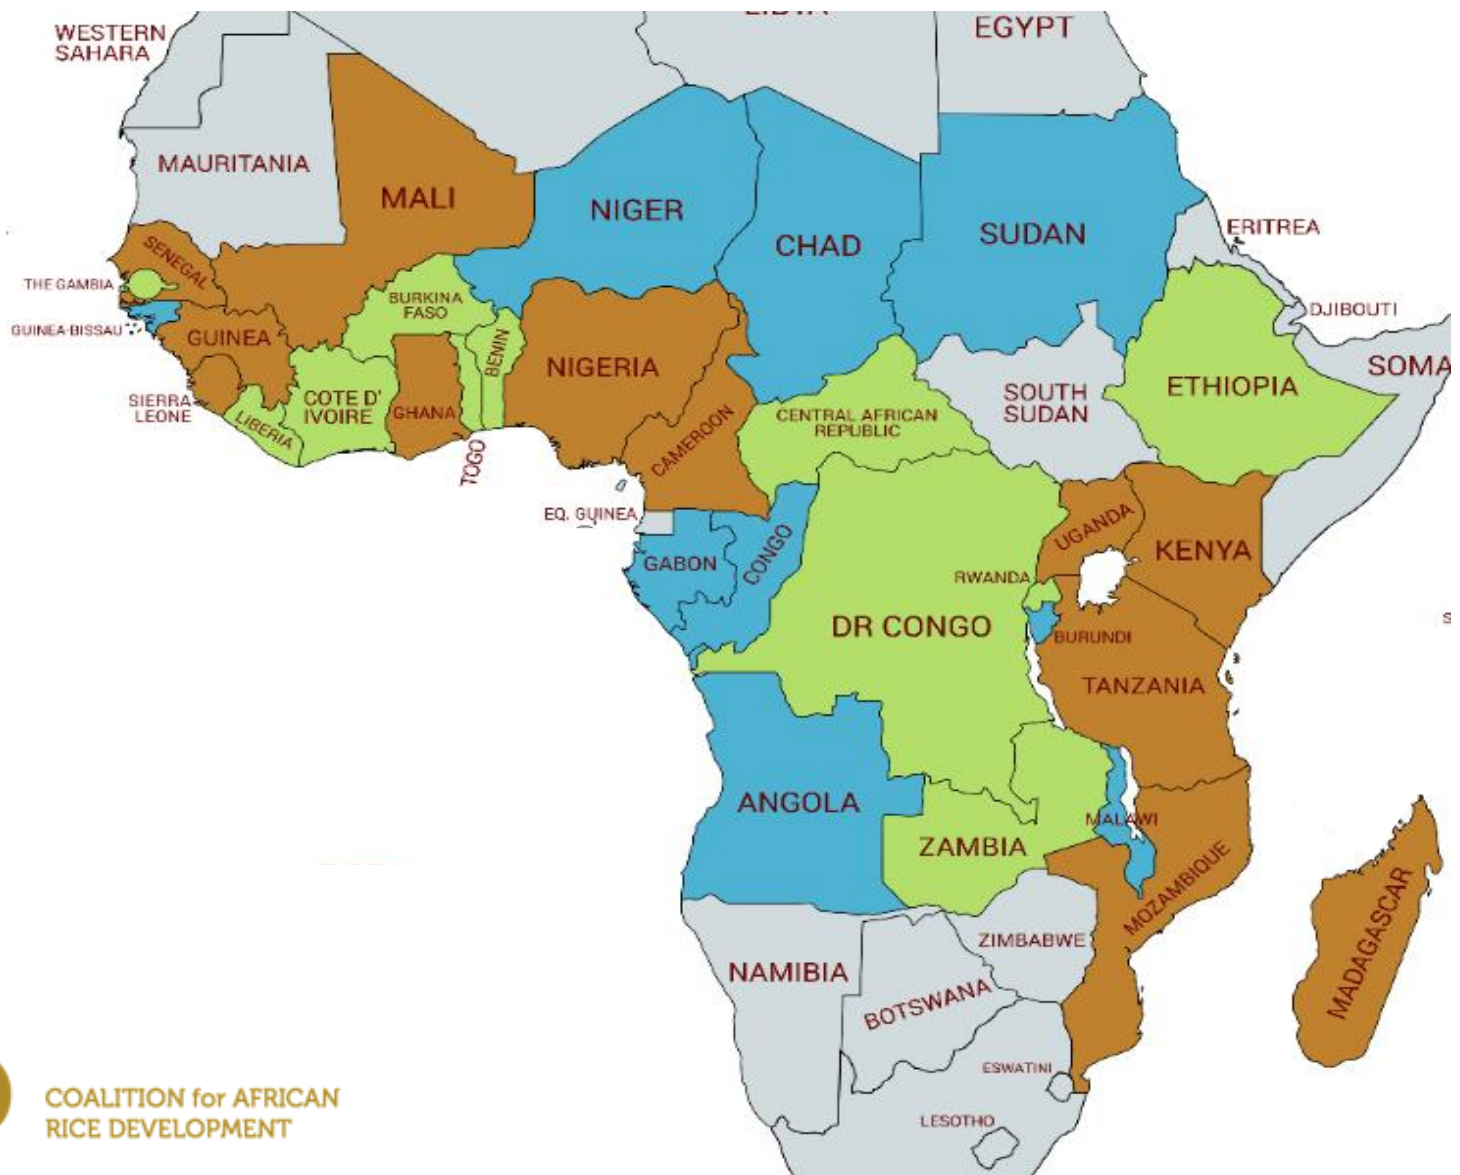 LIBYA
EGYPT
WESTERN
SAHARA
MAURITANIA
MALI
NIGER
CHAD
SUDAN
ERITREA
SENEGAL
THE GAMBIA
BURKINA
FASO
DJIBOUTI
GUINEA-BISSAU
GUINEA
BENIN
NIGERIA
SOMA
ETHIOPIA
SOUTH
SUDAN
SIERRA
LEONE
COTE D'
IVOIRE
GHANA
LIBERIA
CENTRAL AFRICAN
REPUBLIC
CAMEROON
TOGO
EQ. GUINEA
UGANDA
KENYA
GABON
CONGO
RWANDA
S
DR CONGO
BURUNDI
TANZANIA
ANGOLA
MALAWI
ZAMBIA
MOZAMBIQUE
MADAGASCAR
ZIMBABWE
NAMIBIA
BOTSWANA
ESWATINI
LESOTHO
COALITION for AFRICAN
RICE DEVELOPMENT